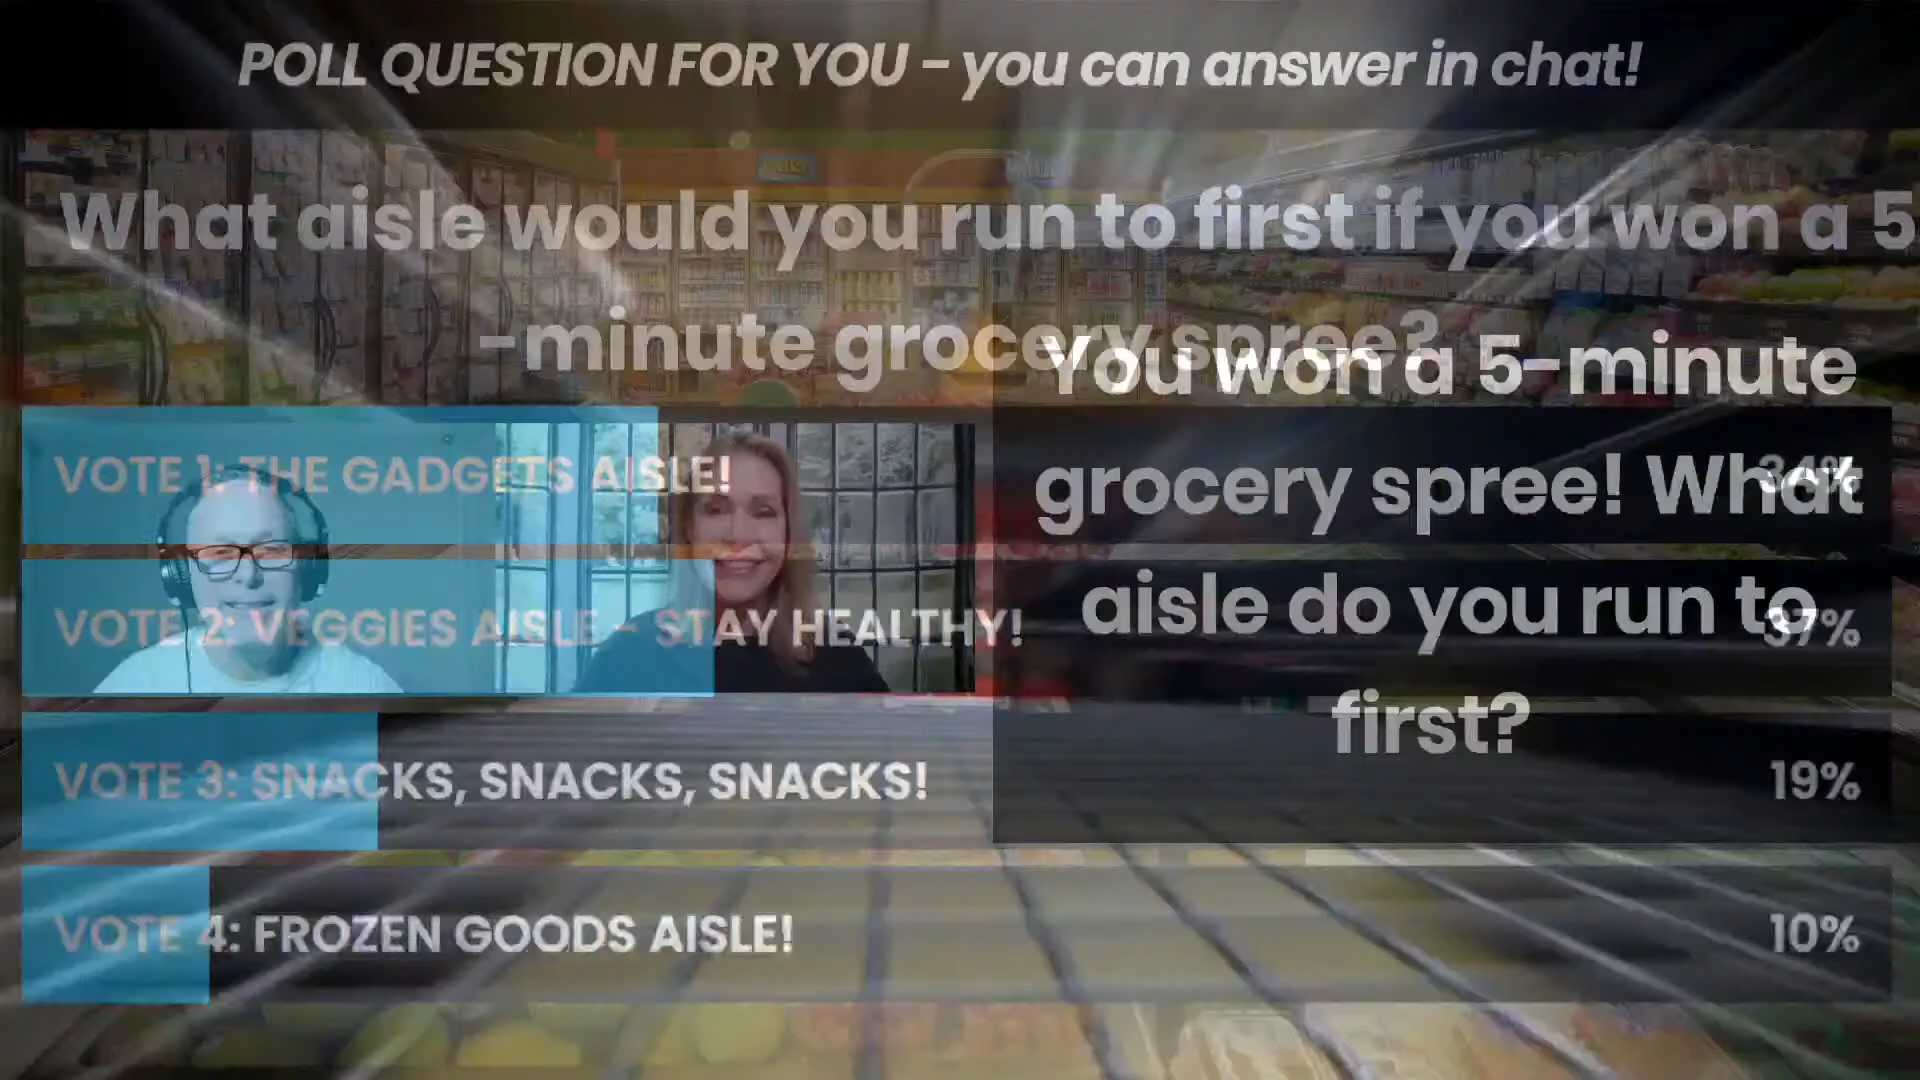 POLL QUESTION FOR YOU - you can answer in chat!
What aisle would you run to first if you won a 5
-minute grocery spree?
You won a 5-minute
grocery spree! What
aisle do you run to
first?
VOTE 1: THE GADGETS AISLE! 34%
VOTE 2: VEGGIES AISLE - STAY HEALTHY! 37%
VOTE 3: SNACKS, SNACKS, SNACKS! 19%
VOTE 4: FROZEN GOODS AISLE! 10%